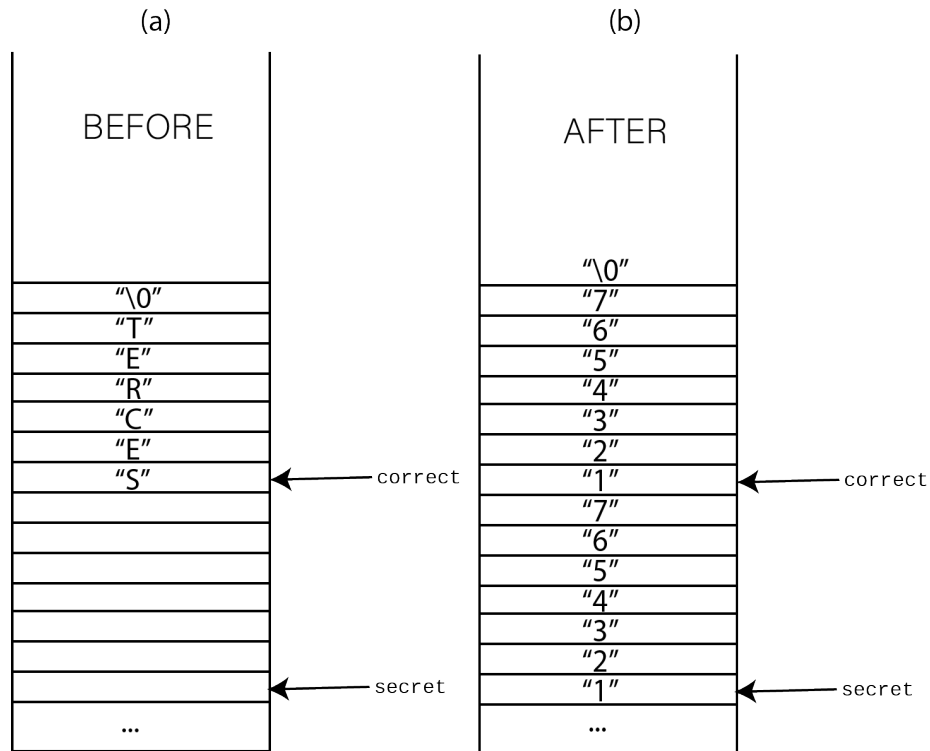 (a)
BEFORE
“\0”
“T”
“E”
“R”
“C”
“E”
“S”
correct
secret
...
(b)
AFTER
“\0”
“7”
“6”
“5”
“4”
“3”
“2”
“1”
correct
“7”
“6”
“5”
“4”
“3”
“2”
“1”
secret
...